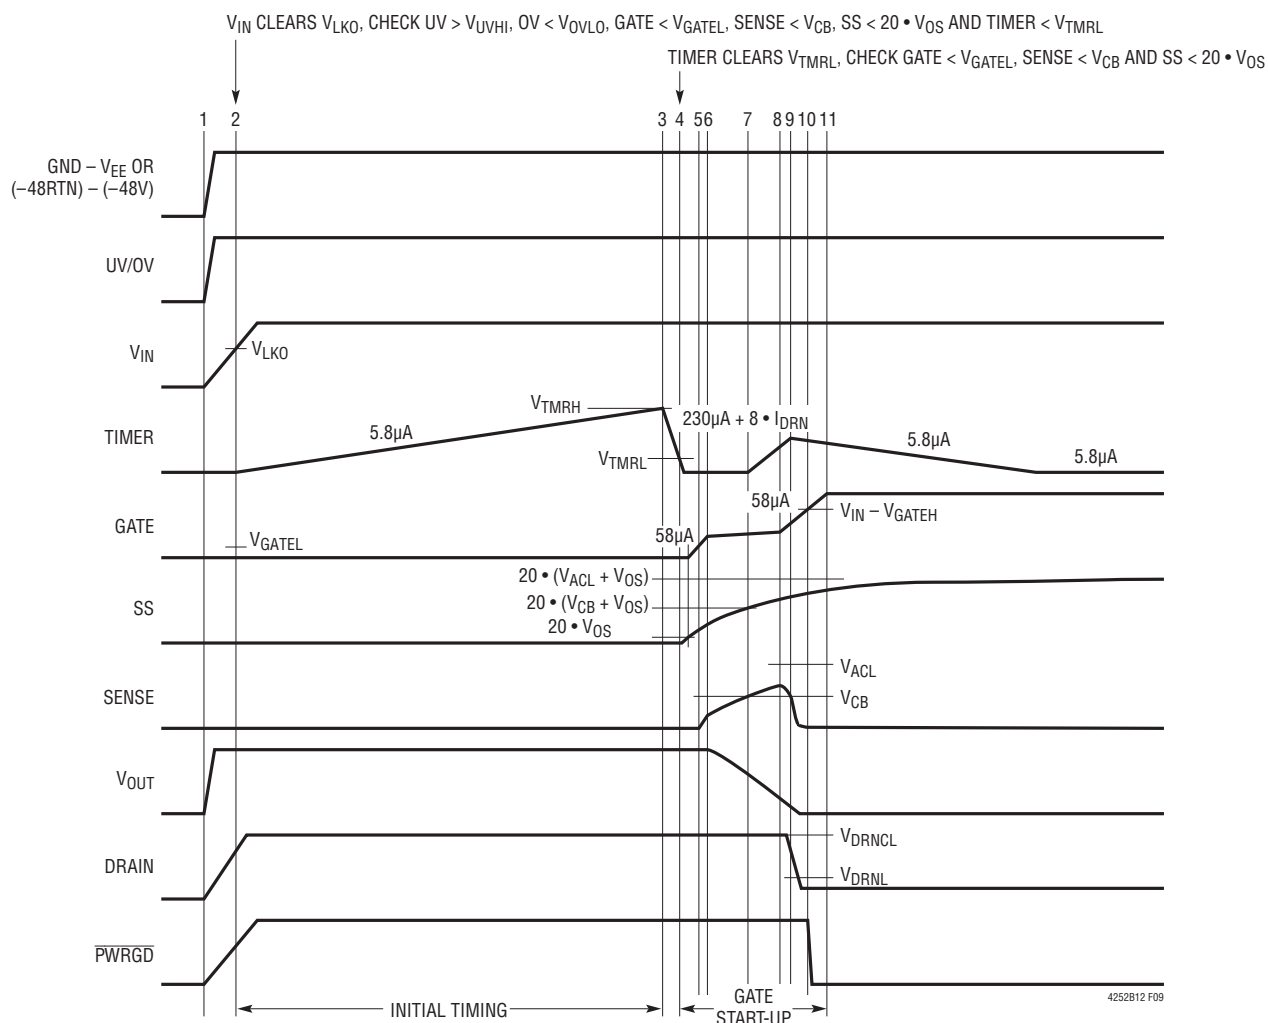 VIN CLEARS VLKO, CHECK UV > VUVHI, OV < VOVLO, GATE < VGATEL, SENSE < VCB, SS < 20 • VOS AND TIMER < VTMRL
TIMER CLEARS VTMRL, CHECK GATE < VGATEL, SENSE < VCB AND SS < 20 • VOS
1 2 3 4 5 6 7 8 9 10 11
GND – VEE OR
(–48RTN) – (–48V)
UV/OV
VIN
VLKO
TIMER
5.8µA
VTMRH
VTMRL
230µA + 8 • IDRN
5.8µA
5.8µA
GATE
VGATEL
58µA
58µA
VIN – VGATEH
SS
20 • (VACL + VOS)
20 • (VCB + VOS)
20 • VOS
SENSE
VACL
VCB
VOUT
DRAIN
VDRNCL
VDRNL
PWRGD
INITIAL TIMING
GATE
START-UP
4252B12 F09